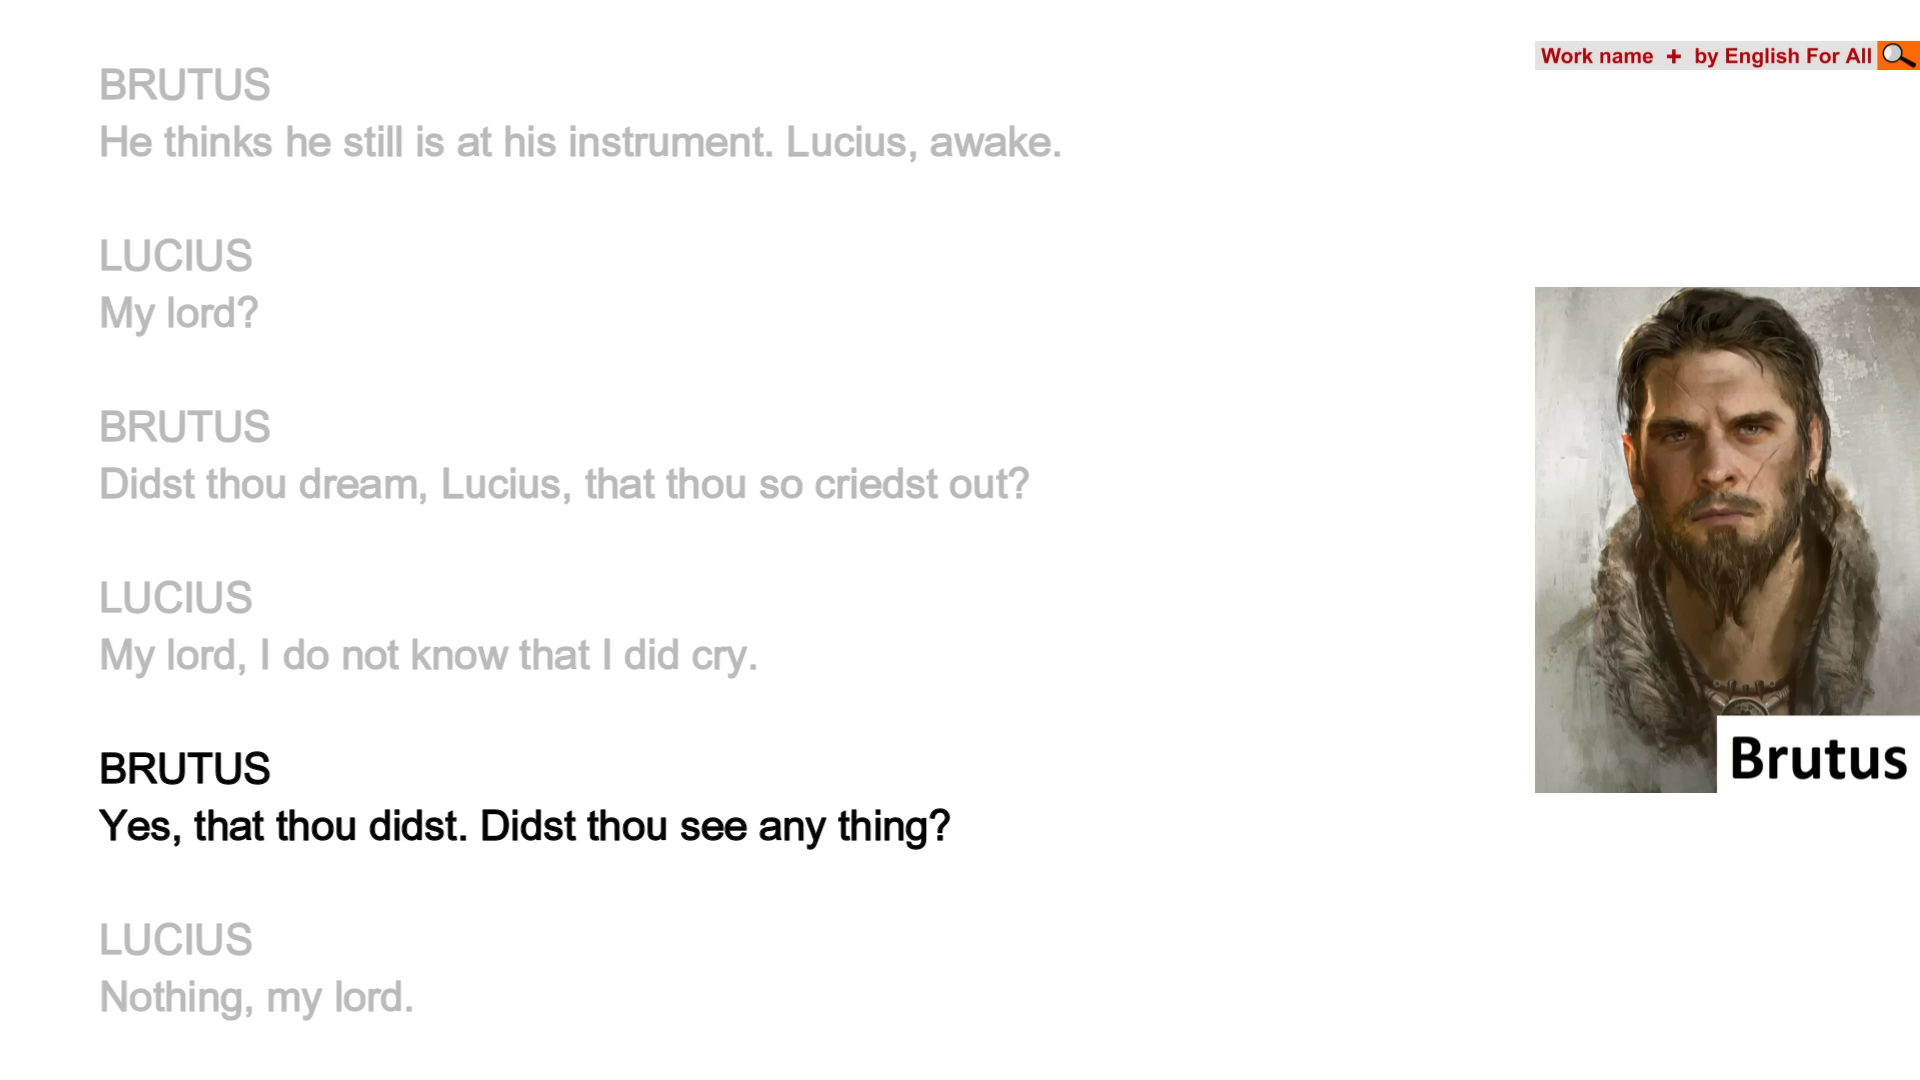 BRUTUS
He thinks he still is at his instrument. Lucius, awake.
LUCIUS
My lord?
BRUTUS
Didst thou dream, Lucius, that thou so criedst out?
LUCIUS
My lord, I do not know that I did cry.
BRUTUS
Yes, that thou didst. Didst thou see any thing?
LUCIUS
Nothing, my lord.
Work name + by English For All
Brutus